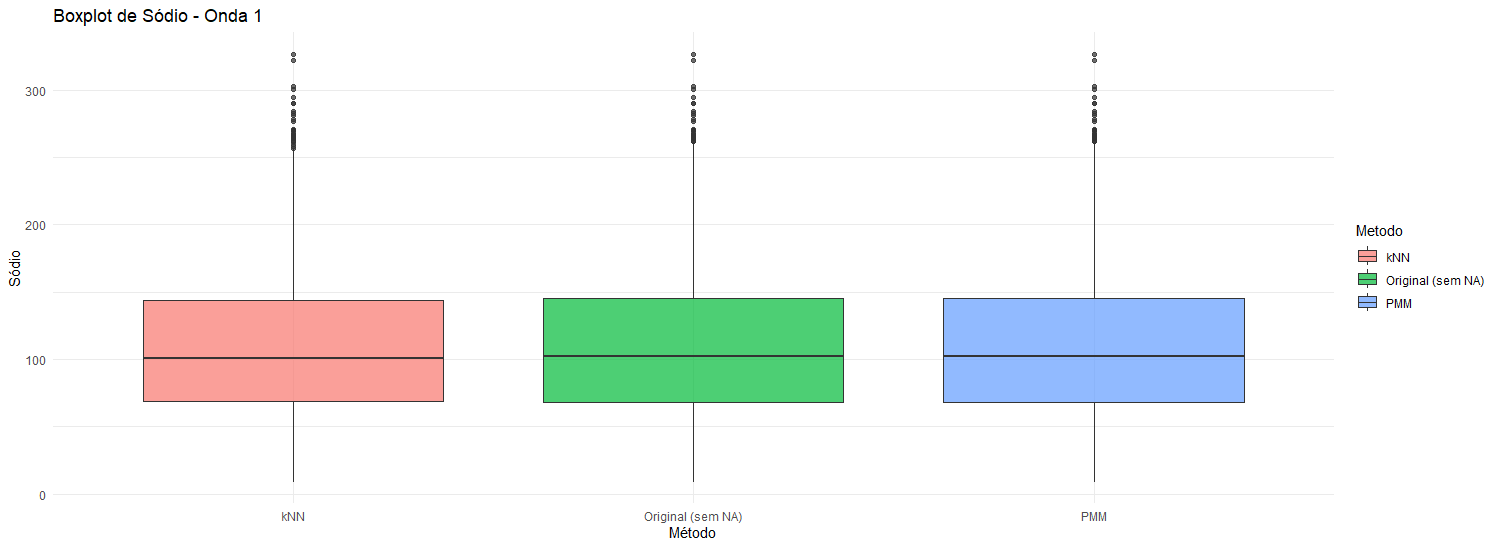 Boxplot de Sódio - Onda 1
Sódio
300
200
100
0
kNN
Original (sem NA)
PMM
Método
Metodo
kNN
Original (sem NA)
PMM